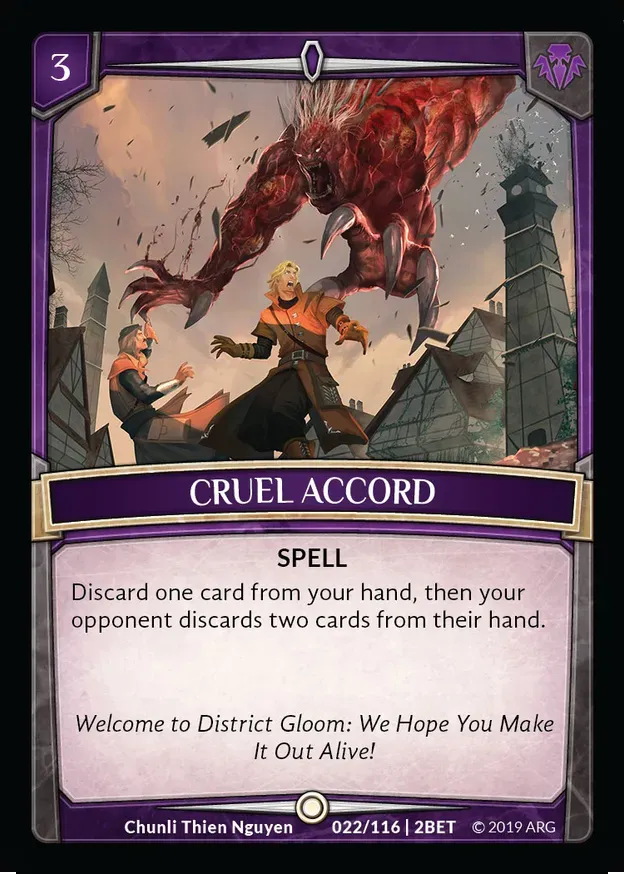 3
CRUEL ACCORD
SPELL
Discard one card from your hand, then your
opponent discards two cards from their hand.
Welcome to District Gloom: We Hope You Make
It Out Alive!
Chunli Thien Nguyen 022/116 | 2BET © 2019 ARG